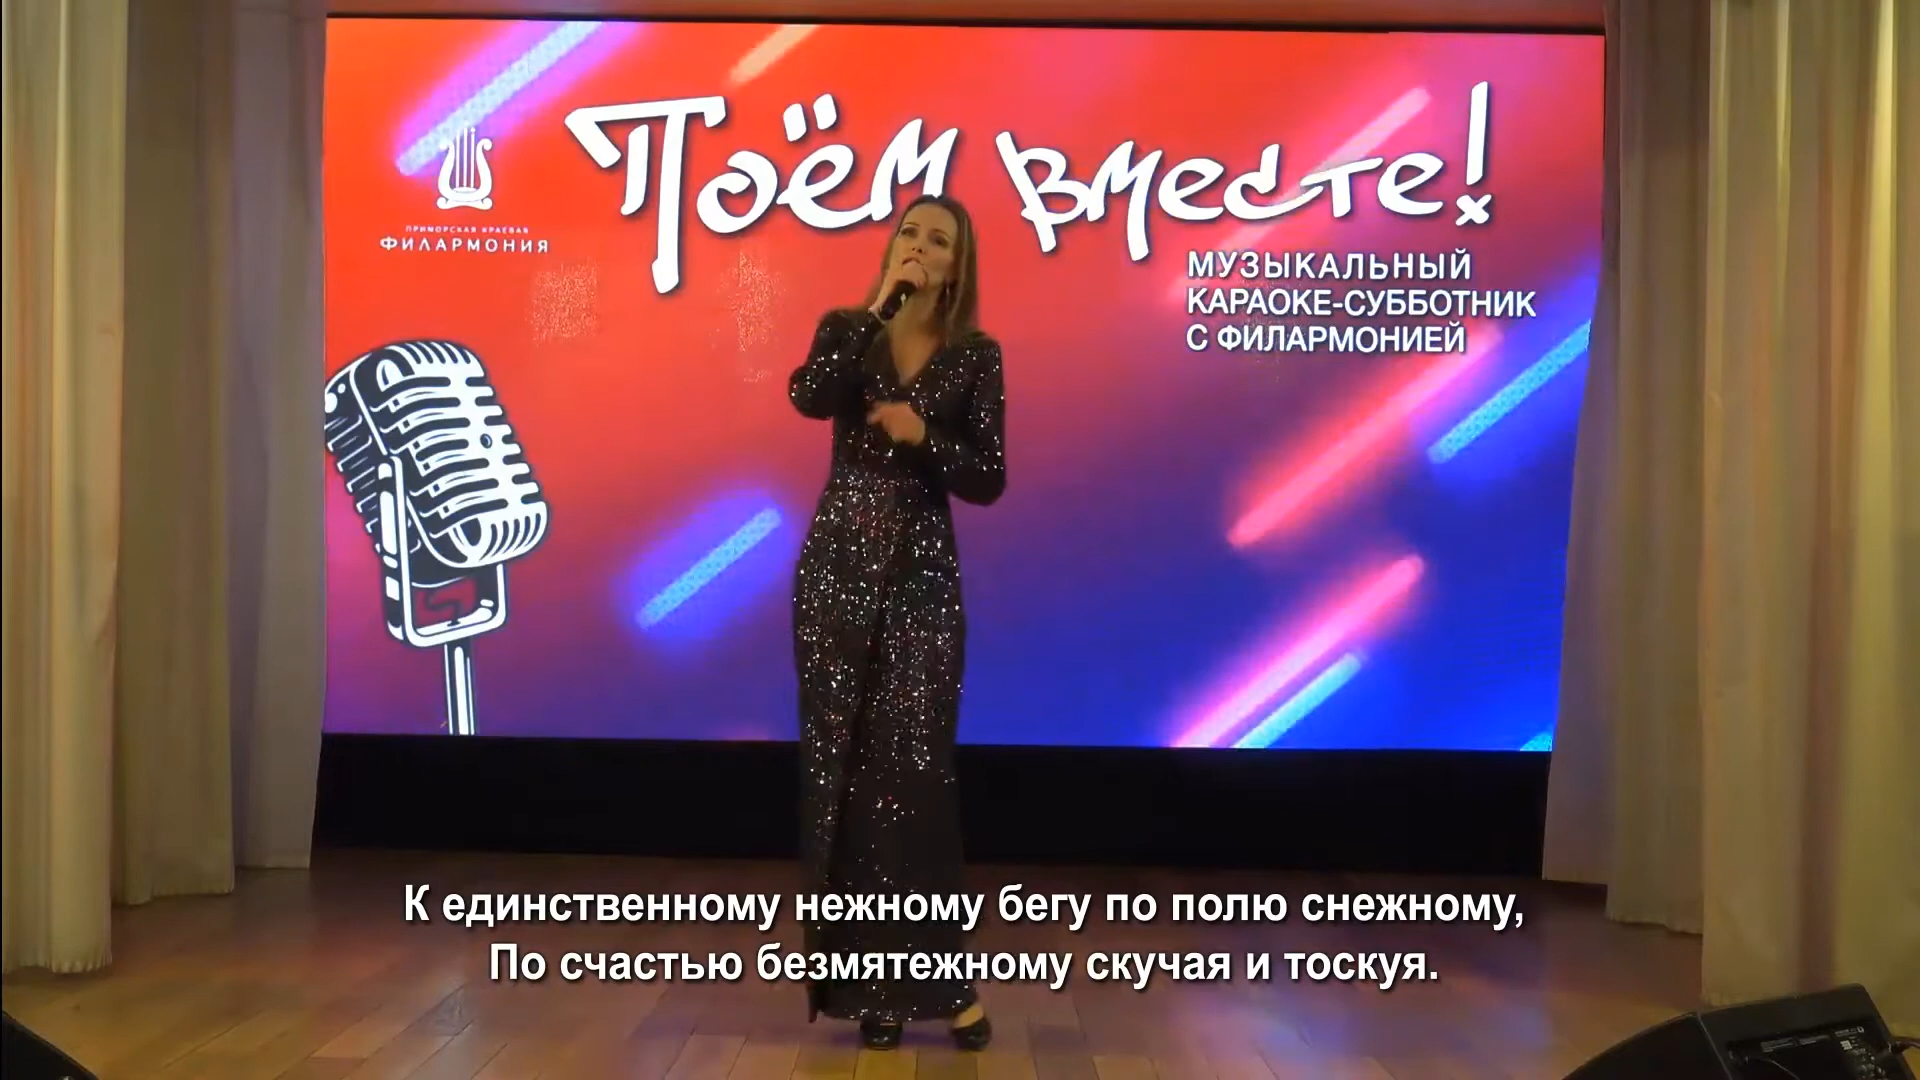 Поём вместе!
ПРИМОРСКАЯ КРАЕВАЯ
ФИЛАРМОНИЯ
МУЗЫКАЛЬНЫЙ
КАРАОКЕ-СУББОТНИК
С ФИЛАРМОНИЕЙ
К единственному нежному бегу по полю снежному,
По счастью безмятежному скучая и тоскуя.